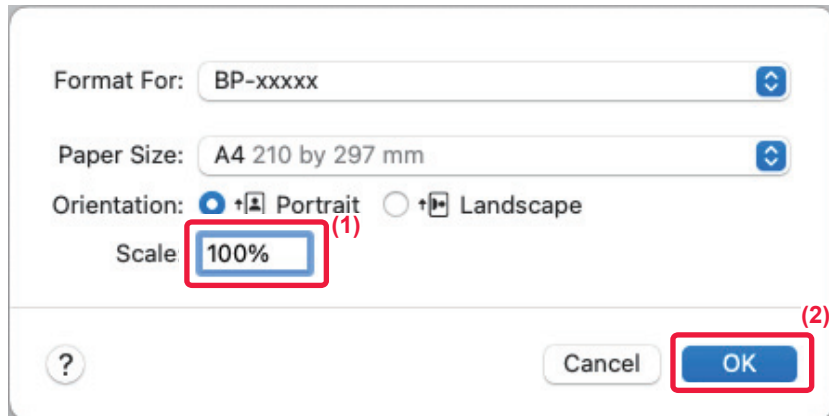 Format For: BP-xxxxx
Paper Size: A4 210 by 297 mm
Orientation: Portrait Landscape
(1)
Scale: 100%
(2)
? Cancel OK